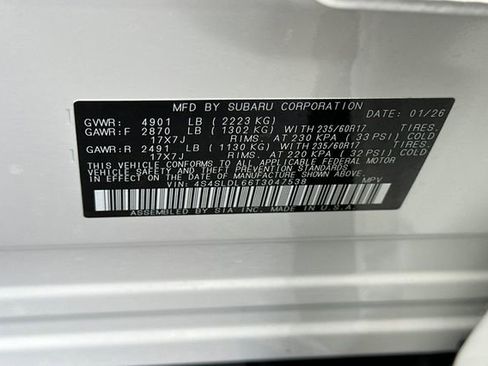 MFD BY SUBARU CORPORATION DATE: 01/26
GVWR: 4901 LB (2223 KG)
GAWR:F 2870 LB (1302 KG) WITH 235/60R17 TIRES.
17X7J RIMS. AT 230 KPA (33 PSI) COLD
GAWR:R 2491 LB (1130 KG) WITH 235/60R17 TIRES.
17X7J RIMS. AT 220 KPA (32 PSI) COLD
THIS VEHICLE CONFORMS TO ALL APPLICABLE FEDERAL MOTOR
VEHICLE SAFETY AND BUMPER STANDARDS
IN EFFECT ON THE DATE OF MANUFACTURE SHOWN ABOVE.
VIN: 4S4SLDL66T3047538 MPV
ASSEMBLED BY SIA MADE IN U.S.A.